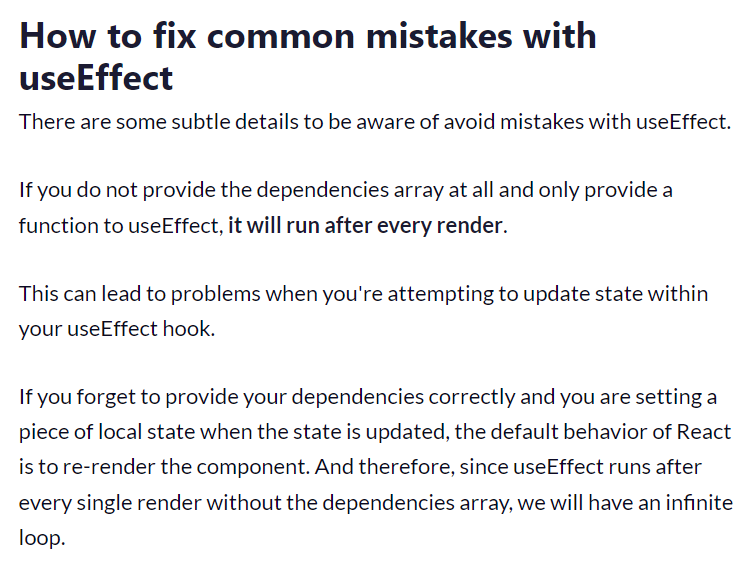 How to fix common mistakes with
useEffect
There are some subtle details to be aware of avoid mistakes with useEffect.
If you do not provide the dependencies array at all and only provide a
function to useEffect, it will run after every render.
This can lead to problems when you're attempting to update state within
your useEffect hook.
If you forget to provide your dependencies correctly and you are setting a
piece of local state when the state is updated, the default behavior of React
is to re-render the component. And therefore, since useEffect runs after
every single render without the dependencies array, we will have an infinite
loop.